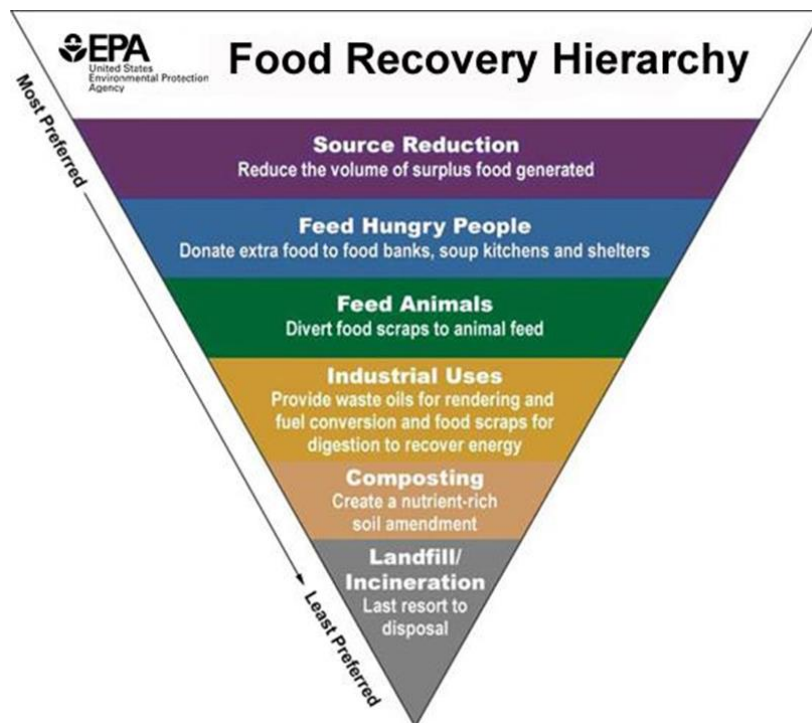 EPA
United States
Environmental Protection
Agency
Food Recovery Hierarchy
Most Preferred
Source Reduction
Reduce the volume of surplus food generated
Feed Hungry People
Donate extra food to food banks, soup kitchens and shelters
Feed Animals
Divert food scraps to animal feed
Industrial Uses
Provide waste oils for rendering and
fuel conversion and food scraps for
digestion to recover energy
Composting
Create a nutrient-rich
soil amendment
Landfill/
Incineration
Last resort to
disposal
Least Preferred